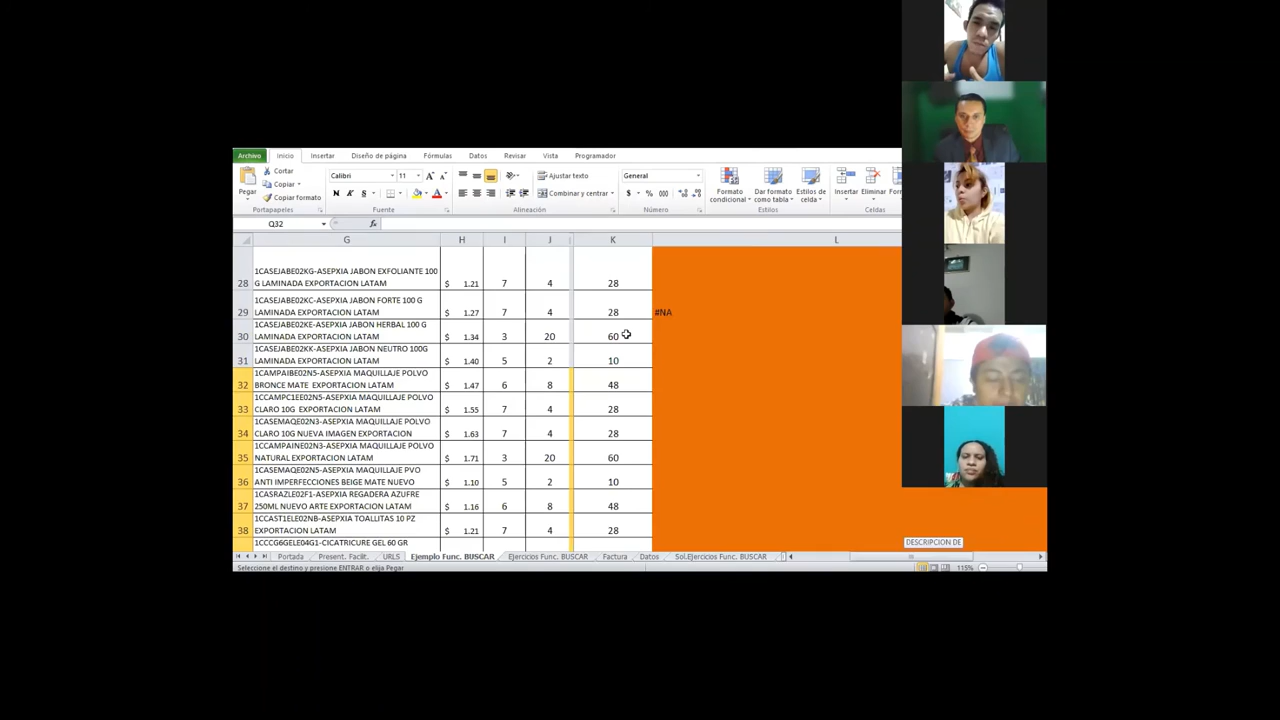 Archivo Inicio Insertar Diseño de página Fórmulas Datos Revisar Vista Programador
Cortar
Copiar
Copiar formato
Pegar
Portapapeles
Calibri 11
Fuente
Ajustar texto
Combinar y centrar
Alineación
General
$ % 000
Número
Formato condicional
Dar formato como tabla
Estilos de celda
Estilos
Insertar Eliminar
Celdas
Q32 fx
G H I J K L
28 1CASEJABE02KG-ASEPXIA JABON EXFOLIANTE 100
G LAMINADA EXPORTACION LATAM $ 1.21 7 4 28
29 1CASEJABE02KC-ASEPXIA JABON FORTE 100 G
LAMINADA EXPORTACION LATAM $ 1.27 7 4 28 #NA
30 1CASEJABE02KE-ASEPXIA JABON HERBAL 100 G
LAMINADA EXPORTACION LATAM $ 1.34 3 20 60
31 1CASEJABE02KK-ASEPXIA JABON NEUTRO 100G
LAMINADA EXPORTACION LATAM $ 1.40 5 2 10
32 1CAMPAIBE02N5-ASEPXIA MAQUILLAJE POLVO
BRONCE MATE EXPORTACION LATAM $ 1.47 6 8 48
33 1CCAMPC1EE02N5-ASEPXIA MAQUILLAJE POLVO
CLARO 10G EXPORTACION LATAM $ 1.55 7 4 28
34 1CASEMAQE02N3-ASEPXIA MAQUILLAJE POLVO
CLARO 10G NUEVA IMAGEN EXPORTACION $ 1.63 7 4 28
35 1CCAMPAINE02N3-ASEPXIA MAQUILLAJE POLVO
NATURAL EXPORTACION LATAM $ 1.71 3 20 60
36 1CASEMAQE02N5-ASEPXIA MAQUILLAJE PVO
ANTI IMPERFECCIONES BEIGE MATE NUEVO $ 1.10 5 2 10
37 1CASRAZLE02F1-ASEPXIA REGADERA AZUFRE
250ML NUEVO ARTE EXPORTACION LATAM $ 1.16 6 8 48
38 1CCAST1ELE02NB-ASEPXIA TOALLITAS 10 PZ
EXPORTACION LATAM $ 1.21 7 4 28
1CCCG6GELE04G1-CICATRICURE GEL 60 GR
DESCRIPCION DE
Portada Present. Facilit. URLS Ejemplo Func. BUSCAR Ejercicios Func. BUSCAR Factura Datos Sol.Ejercicios Func. BUSCAR
Seleccione el destino y presione ENTRAR o elija Pegar 115%